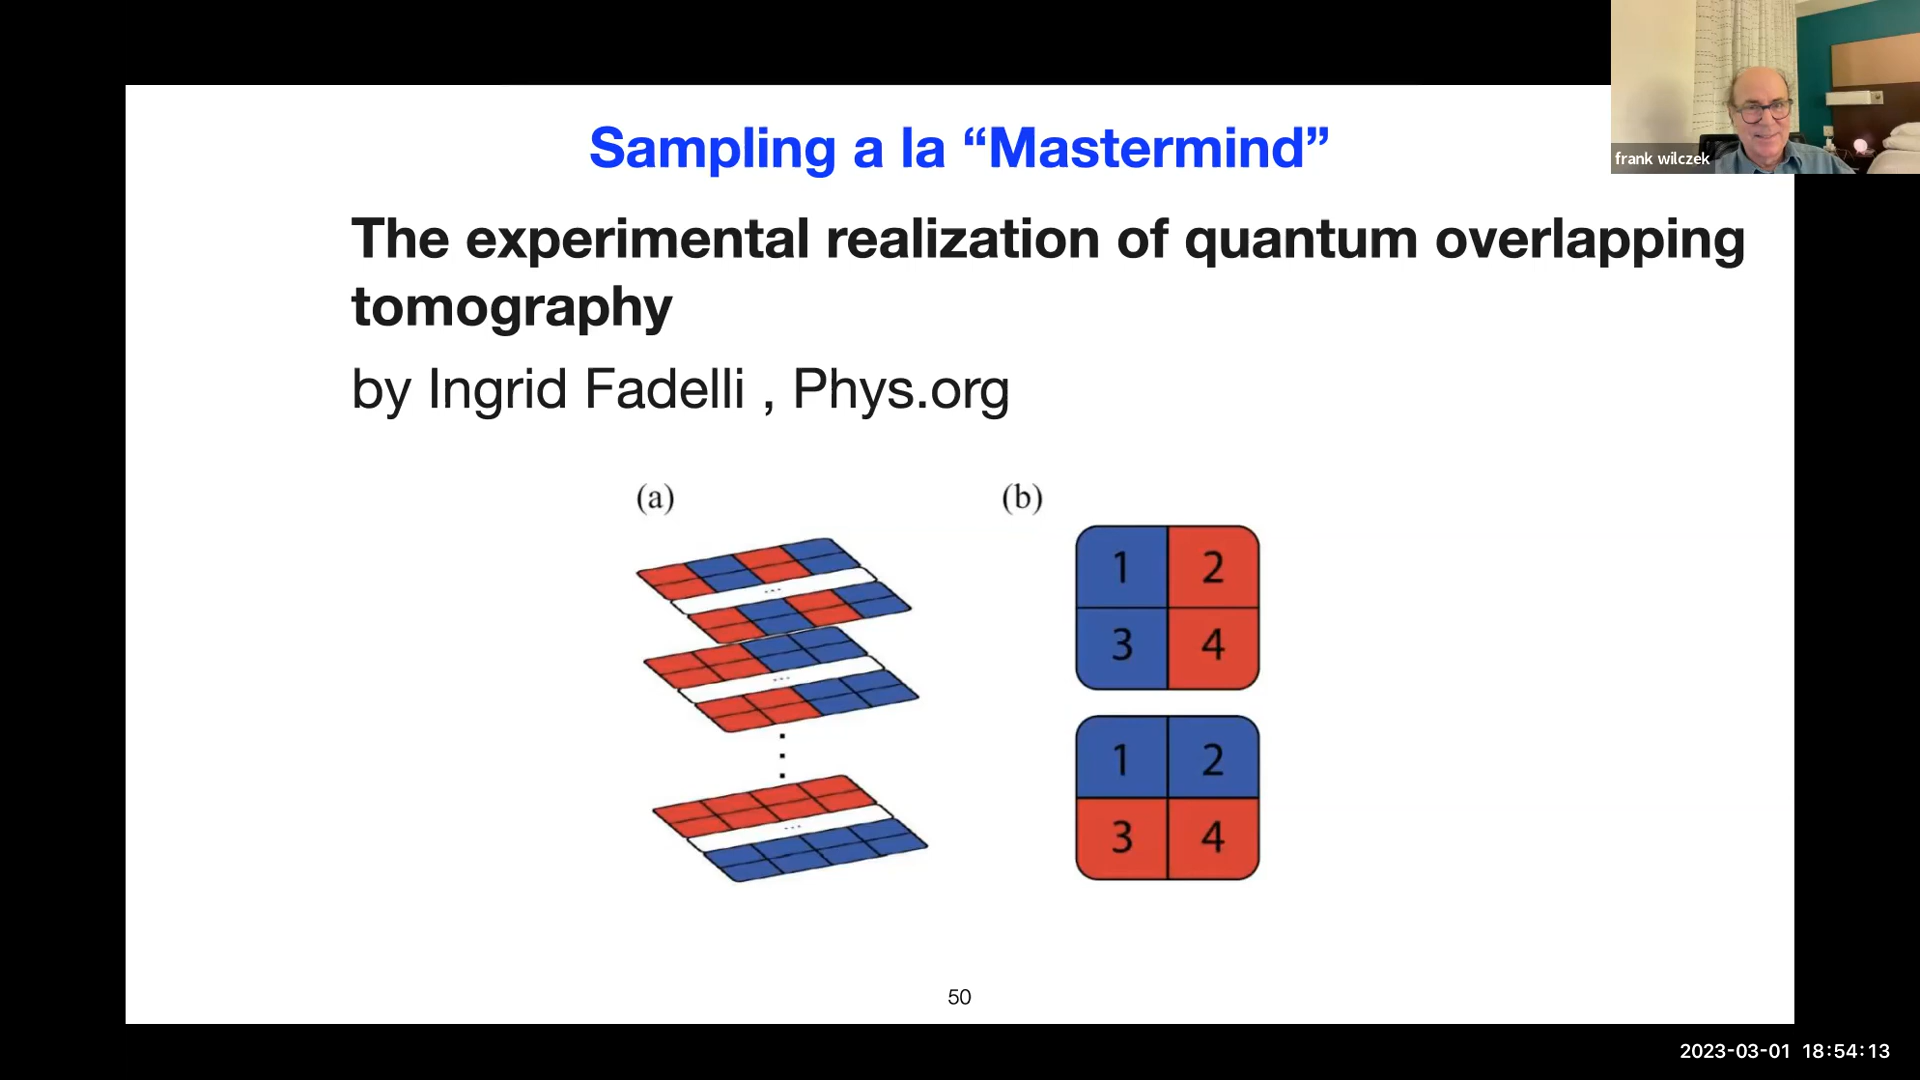 Sampling a la “Mastermind”
frank wilczek
The experimental realization of quantum overlapping
tomography
by Ingrid Fadelli , Phys.org
(a)
(b)
...
...
...
1 2
3 4
1 2
3 4
50
2023-03-01 18:54:13